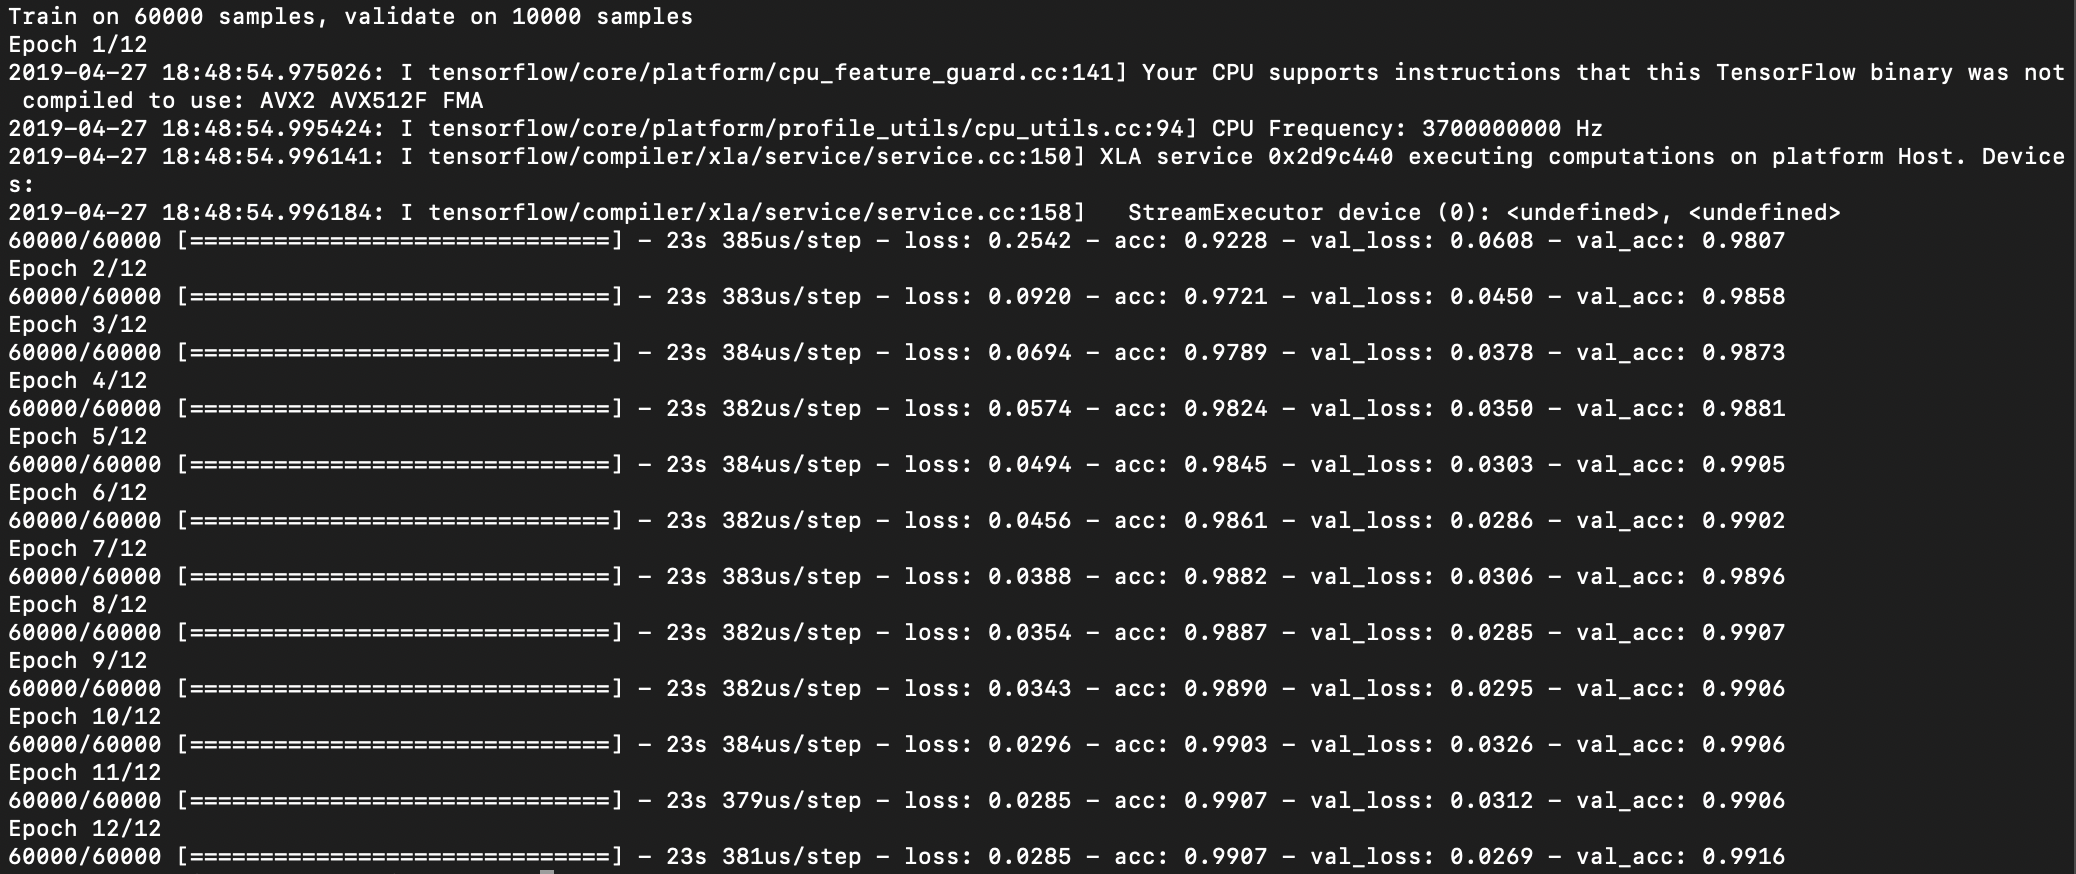 Train on 60000 samples, validate on 10000 samples
Epoch 1/12
2019-04-27 18:48:54.975026: I tensorflow/core/platform/cpu_feature_guard.cc:141] Your CPU supports instructions that this TensorFlow binary was not
 compiled to use: AVX2 AVX512F FMA
2019-04-27 18:48:54.995424: I tensorflow/core/platform/profile_utils/cpu_utils.cc:94] CPU Frequency: 3700000000 Hz
2019-04-27 18:48:54.996141: I tensorflow/compiler/xla/service/service.cc:150] XLA service 0x2d9c440 executing computations on platform Host. Device
s:
2019-04-27 18:48:54.996184: I tensorflow/compiler/xla/service/service.cc:158]   StreamExecutor device (0): <undefined>, <undefined>
60000/60000 [==============================] - 23s 385us/step - loss: 0.2542 - acc: 0.9228 - val_loss: 0.0608 - val_acc: 0.9807
Epoch 2/12
60000/60000 [==============================] - 23s 383us/step - loss: 0.0920 - acc: 0.9721 - val_loss: 0.0450 - val_acc: 0.9858
Epoch 3/12
60000/60000 [==============================] - 23s 384us/step - loss: 0.0694 - acc: 0.9789 - val_loss: 0.0378 - val_acc: 0.9873
Epoch 4/12
60000/60000 [==============================] - 23s 382us/step - loss: 0.0574 - acc: 0.9824 - val_loss: 0.0350 - val_acc: 0.9881
Epoch 5/12
60000/60000 [==============================] - 23s 384us/step - loss: 0.0494 - acc: 0.9845 - val_loss: 0.0303 - val_acc: 0.9905
Epoch 6/12
60000/60000 [==============================] - 23s 382us/step - loss: 0.0456 - acc: 0.9861 - val_loss: 0.0286 - val_acc: 0.9902
Epoch 7/12
60000/60000 [==============================] - 23s 383us/step - loss: 0.0388 - acc: 0.9882 - val_loss: 0.0306 - val_acc: 0.9896
Epoch 8/12
60000/60000 [==============================] - 23s 382us/step - loss: 0.0354 - acc: 0.9887 - val_loss: 0.0285 - val_acc: 0.9907
Epoch 9/12
60000/60000 [==============================] - 23s 382us/step - loss: 0.0343 - acc: 0.9890 - val_loss: 0.0295 - val_acc: 0.9906
Epoch 10/12
60000/60000 [==============================] - 23s 384us/step - loss: 0.0296 - acc: 0.9903 - val_loss: 0.0326 - val_acc: 0.9906
Epoch 11/12
60000/60000 [==============================] - 23s 379us/step - loss: 0.0285 - acc: 0.9907 - val_loss: 0.0312 - val_acc: 0.9906
Epoch 12/12
60000/60000 [==============================] - 23s 381us/step - loss: 0.0285 - acc: 0.9907 - val_loss: 0.0269 - val_acc: 0.9916